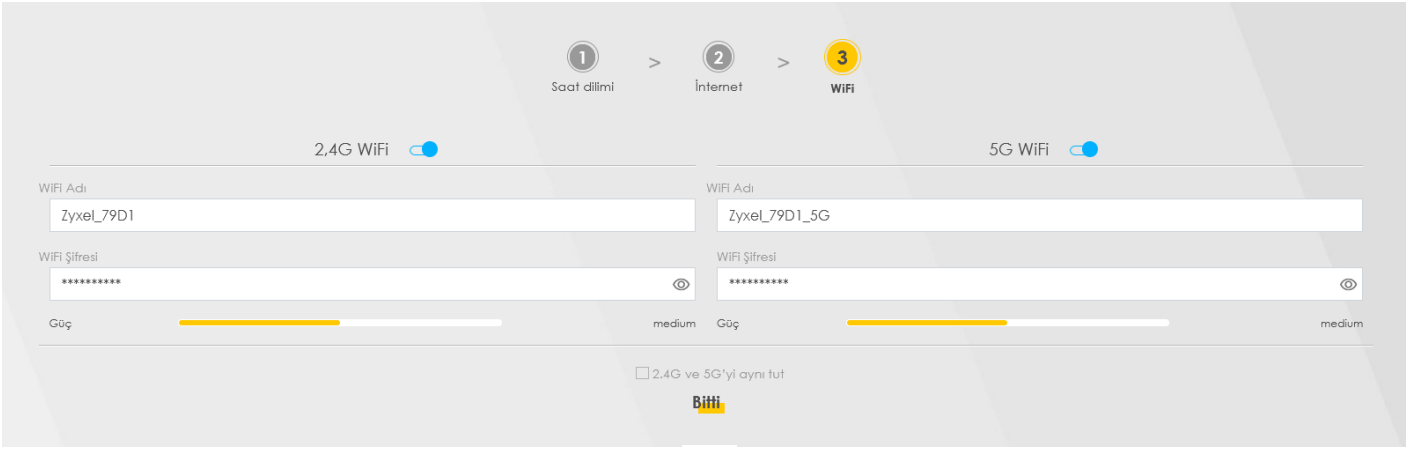 1 > 2 > 3
Saat dilimi İnternet WiFi
2,4G WiFi
5G WiFi
WiFi Adı
WiFi Adı
Zyxel_79D1
Zyxel_79D1_5G
WiFi Şifresi
WiFi Şifresi
**********
**********
Güç medium
Güç medium
2.4G ve 5G'yi aynı tut
Bitti